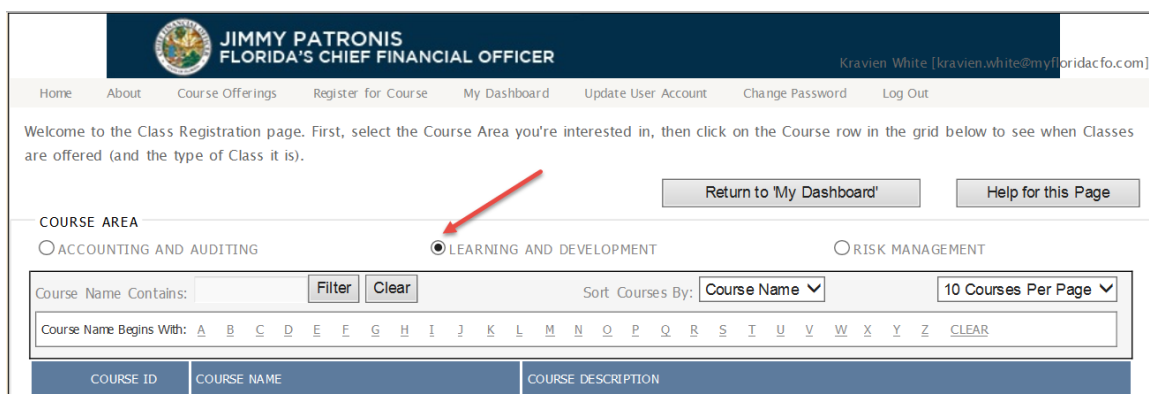 JIMMY PATRONIS
FLORIDA'S CHIEF FINANCIAL OFFICER
Kravien White [kravien.white@myfloridacfo.com]
Home About Course Offerings Register for Course My Dashboard Update User Account Change Password Log Out
Welcome to the Class Registration page. First, select the Course Area you're interested in, then click on the Course row in the grid below to see when Classes
are offered (and the type of Class it is).
Return to 'My Dashboard' Help for this Page
COURSE AREA
ACCOUNTING AND AUDITING LEARNING AND DEVELOPMENT RISK MANAGEMENT
Course Name Contains: Filter Clear Sort Courses By: Course Name 10 Courses Per Page
Course Name Begins With: A B C D E F G H I J K L M N O P Q R S T U V W X Y Z CLEAR
COURSE ID COURSE NAME COURSE DESCRIPTION